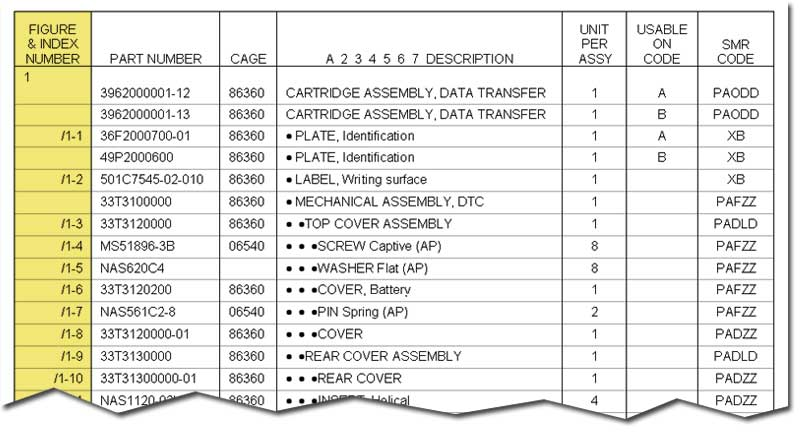 FIGURE & INDEX NUMBER PART NUMBER CAGE A 2 3 4 5 6 7 DESCRIPTION UNIT PER ASSY USABLE ON CODE SMR CODE
1
3962000001-12 86360 CARTRIDGE ASSEMBLY, DATA TRANSFER 1 A PAODD
3962000001-13 86360 CARTRIDGE ASSEMBLY, DATA TRANSFER 1 B PAODD
/1-1 36F2000700-01 86360 • PLATE, Identification 1 A XB
49P2000600 86360 • PLATE, Identification 1 B XB
/1-2 501C7545-02-010 86360 • LABEL, Writing surface 1 XB
33T3100000 86360 • MECHANICAL ASSEMBLY, DTC 1 PAFZZ
/1-3 33T3120000 86360 • •TOP COVER ASSEMBLY 1 PADLD
/1-4 MS51896-3B 06540 • • •SCREW Captive (AP) 8 PAFZZ
/1-5 NAS620C4 • • •WASHER Flat (AP) 8 PAFZZ
/1-6 33T3120200 86360 • • •COVER, Battery 1 PAFZZ
/1-7 NAS561C2-8 06540 • • •PIN Spring (AP) 2 PAFZZ
/1-8 33T3120000-01 86360 • • •COVER 1 PADZZ
/1-9 33T3130000 86360 • •REAR COVER ASSEMBLY 1 PADLD
/1-10 33T31300000-01 86360 • • •REAR COVER 1 PADZZ
86360 Helical 4 PADZZ